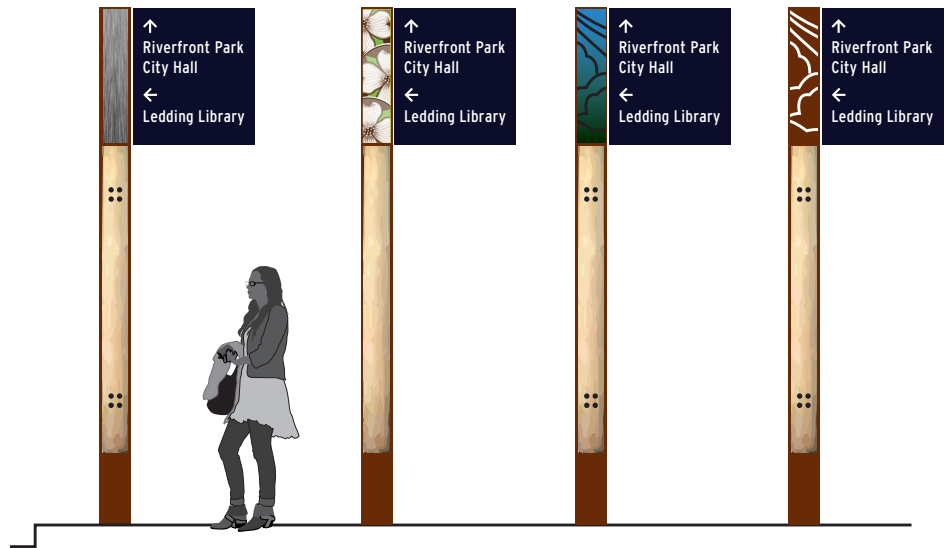 ↑
Riverfront Park
City Hall
←
Ledding Library
↑
Riverfront Park
City Hall
←
Ledding Library
↑
Riverfront Park
City Hall
←
Ledding Library
↑
Riverfront Park
City Hall
←
Ledding Library